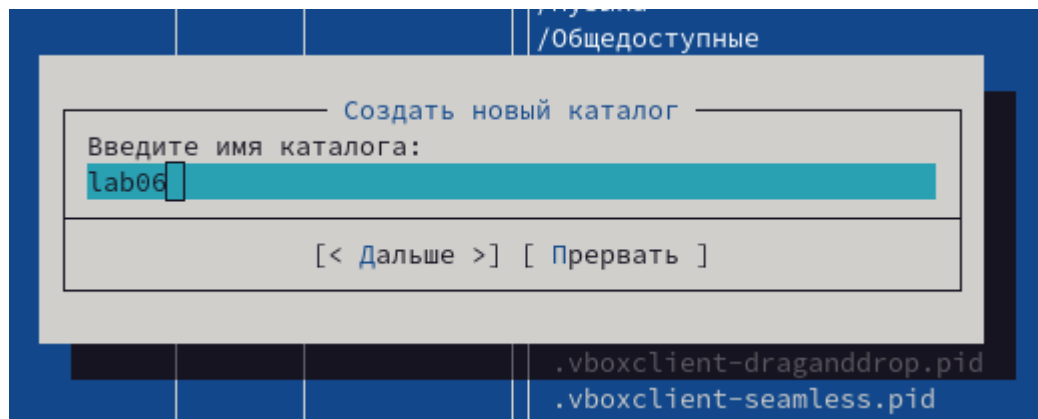 /Общедоступные
Создать новый каталог
Введите имя каталога:
lab06
[< Дальше >] [ Прервать ]
.vboxclient-draganddrop.pid
.vboxclient-seamless.pid